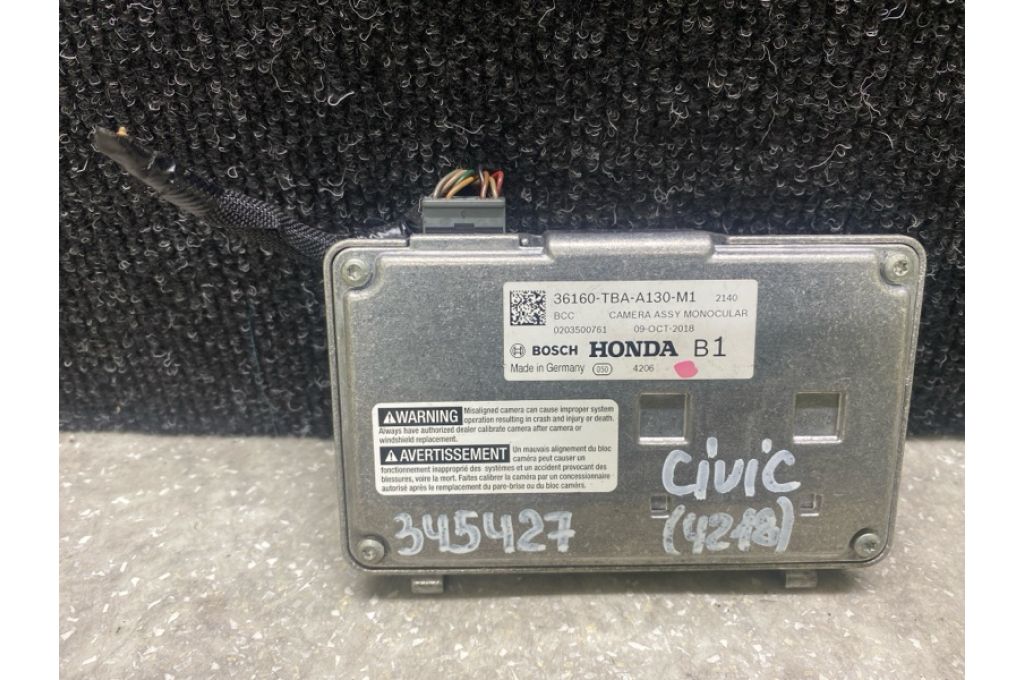 36160-TBA-A130-M1 2140
BCC CAMERA ASSY MONOCULAR
0203500761 09-OCT-2018
BOSCH HONDA B1
Made in Germany 050 4206
WARNING Misaligned camera can cause improper system
operation resulting in crash and injury or death.
Always have authorized dealer calibrate camera after camera or
windshield replacement.
AVERTISSEMENT Un mauvais alignement du bloc
caméra peut causer un
fonctionnement inapproprié des systèmes et un accident provocant des
blessures, voire la mort. Faites calibrer la caméra par un concessionnaire
autorisé après le remplacement du pare-brise ou du bloc caméra.
civic
345427 (4218)